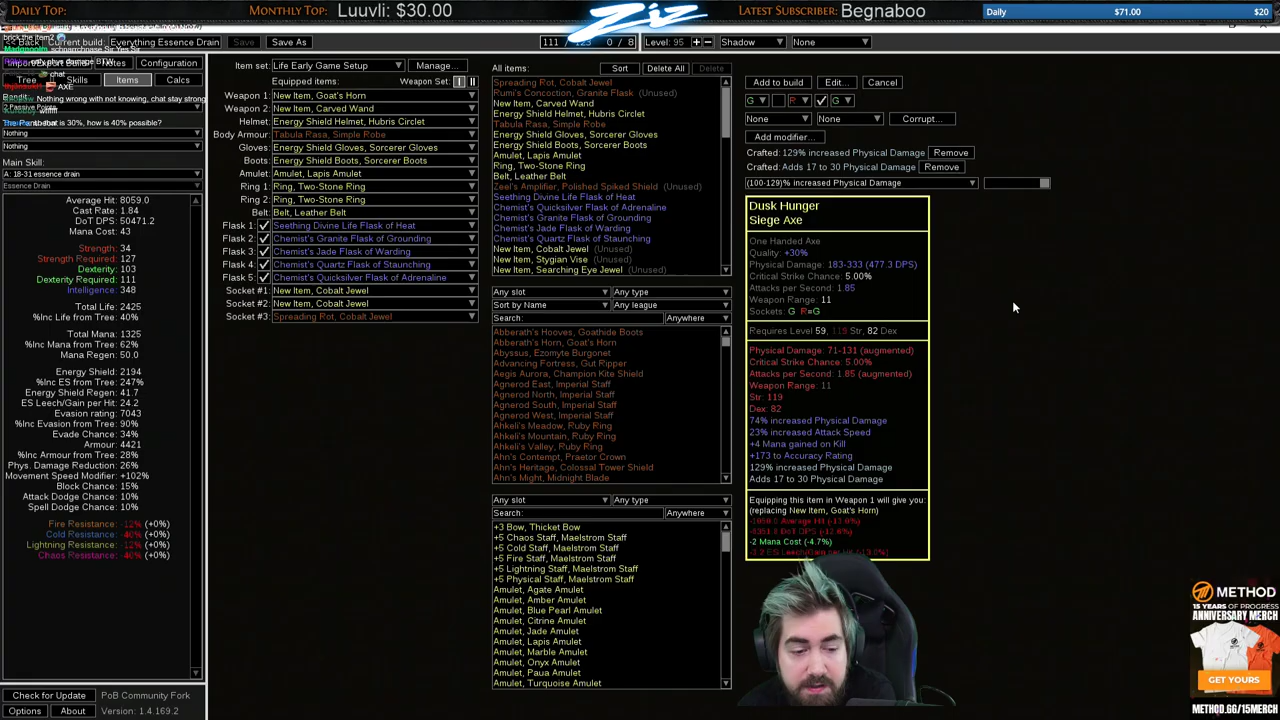 DAILY TOP:
MONTHLY TOP: Luuvli: $30.00
ZiZ
LATEST SUBSCRIBER: Begnaboo
Daily $71.00 $20
<< Back Current build: Everything Essence Drain Save Save As
111 / 123 0 / 8
Level: 95 + -
Shadow
None
Notes Configuration
Tree Skills Items Calcs
chat
AXE
Nothing wrong with not knowing, chat stay strong
is 30%, how is 40% possible?
Nothing
Nothing
Main Skill:
A: 18-31 essence drain
Essence Drain
Average Hit: 8059.0
Cast Rate: 1.84
DoT DPS: 50471.2
Mana Cost: 43
Strength: 34
Strength Required: 127
Dexterity: 103
Dexterity Required: 111
Intelligence: 348
Total Life: 2425
%Inc Life from Tree: 40%
Total Mana: 1325
%Inc Mana from Tree: 62%
Mana Regen: 50.0
Energy Shield: 2194
%Inc ES from Tree: 247%
Energy Shield Regen: 41.7
ES Leech/Gain per Hit: 24.2
Evasion rating: 7043
%Inc Evasion from Tree: 90%
Evade Chance: 34%
Armour: 4421
%Inc Armour from Tree: 28%
Phys. Damage Reduction: 26%
Movement Speed Modifier: +102%
Block Chance: 15%
Attack Dodge Chance: 10%
Spell Dodge Chance: 10%
Fire Resistance: -12% (+0%)
Cold Resistance: -40% (+0%)
Lightning Resistance: -12% (+0%)
Chaos Resistance: -40% (+0%)
Check for Update PoB Community Fork
Options About Version: 1.4.169.2
Item set: Life Early Game Setup Manage...
Equipped items: Weapon Set: I II
Weapon 1: New Item, Goat's Horn
Weapon 2: New Item, Carved Wand
Helmet: Energy Shield Helmet, Hubris Circlet
Body Armour: Tabula Rasa, Simple Robe
Gloves: Energy Shield Gloves, Sorcerer Gloves
Boots: Energy Shield Boots, Sorcerer Boots
Amulet: Amulet, Lapis Amulet
Ring 1: Ring, Two-Stone Ring
Ring 2: Ring, Two-Stone Ring
Belt: Belt, Leather Belt
Flask 1: Seething Divine Life Flask of Heat
Flask 2: Chemist's Granite Flask of Grounding
Flask 3: Chemist's Jade Flask of Warding
Flask 4: Chemist's Quartz Flask of Staunching
Flask 5: Chemist's Quicksilver Flask of Adrenaline
Socket #1: New Item, Cobalt Jewel
Socket #2: New Item, Cobalt Jewel
Socket #3: Spreading Rot, Cobalt Jewel
All items: Sort Delete All Delete
Spreading Rot, Cobalt Jewel
Rumi's Concoction, Granite Flask (Unused)
New Item, Carved Wand
Energy Shield Helmet, Hubris Circlet
Tabula Rasa, Simple Robe
Energy Shield Gloves, Sorcerer Gloves
Energy Shield Boots, Sorcerer Boots
Amulet, Lapis Amulet
Ring, Two-Stone Ring
Belt, Leather Belt
Zeel's Amplifier, Polished Spiked Shield (Unused)
Seething Divine Life Flask of Heat
Chemist's Quicksilver Flask of Adrenaline
Chemist's Granite Flask of Grounding
Chemist's Jade Flask of Warding
Chemist's Quartz Flask of Staunching
New Item, Cobalt Jewel (Unused)
New Item, Stygian Vise (Unused)
New Item, Searching Eye Jewel (Unused)
Any slot Any type
Sort by Name Any league
Search: Anywhere
Abberath's Hooves, Goathide Boots
Abberath's Horn, Goat's Horn
Abyssus, Ezomyte Burgonet
Advancing Fortress, Gut Ripper
Aegis Aurora, Champion Kite Shield
Agnerod East, Imperial Staff
Agnerod North, Imperial Staff
Agnerod South, Imperial Staff
Agnerod West, Imperial Staff
Ahkeli's Meadow, Ruby Ring
Ahkeli's Mountain, Ruby Ring
Ahkeli's Valley, Ruby Ring
Ahn's Contempt, Praetor Crown
Ahn's Heritage, Colossal Tower Shield
Ahn's Might, Midnight Blade
Any slot Any type
Search: Anywhere
+3 Bow, Thicket Bow
+5 Chaos Staff, Maelstrom Staff
+5 Cold Staff, Maelstrom Staff
+5 Fire Staff, Maelstrom Staff
+5 Lightning Staff, Maelstrom Staff
+5 Physical Staff, Maelstrom Staff
Amulet, Agate Amulet
Amulet, Amber Amulet
Amulet, Blue Pearl Amulet
Amulet, Citrine Amulet
Amulet, Jade Amulet
Amulet, Lapis Amulet
Amulet, Marble Amulet
Amulet, Onyx Amulet
Amulet, Paua Amulet
Amulet, Turquoise Amulet
Add to build Edit... Cancel
G R G
None None Corrupt...
Add modifier...
Crafted: 129% increased Physical Damage Remove
Crafted: Adds 17 to 30 Physical Damage Remove
(100-129)% increased Physical Damage
Dusk Hunger
Siege Axe
One Handed Axe
Quality: +30%
Physical Damage: 183-333 (477.3 DPS)
Critical Strike Chance: 5.00%
Attacks per Second: 1.85
Weapon Range: 11
Sockets: G R=G
Requires Level 59, 119 Str, 82 Dex
Physical Damage: 71-131 (augmented)
Critical Strike Chance: 5.00%
Attacks per Second: 1.85 (augmented)
Weapon Range: 11
Str: 119
Dex: 82
74% increased Physical Damage
23% increased Attack Speed
+4 Mana gained on Kill
+173 to Accuracy Rating
129% increased Physical Damage
Adds 17 to 30 Physical Damage
Equipping this item in Weapon 1 will give you:
(replacing New Item, Goat's Horn)
-2 Mana Cost (-4.7%)
METHOD
15 YEARS OF PROGRESS
ANNIVERSARY MERCH
GET YOURS
METHOD.GG/15MERCH